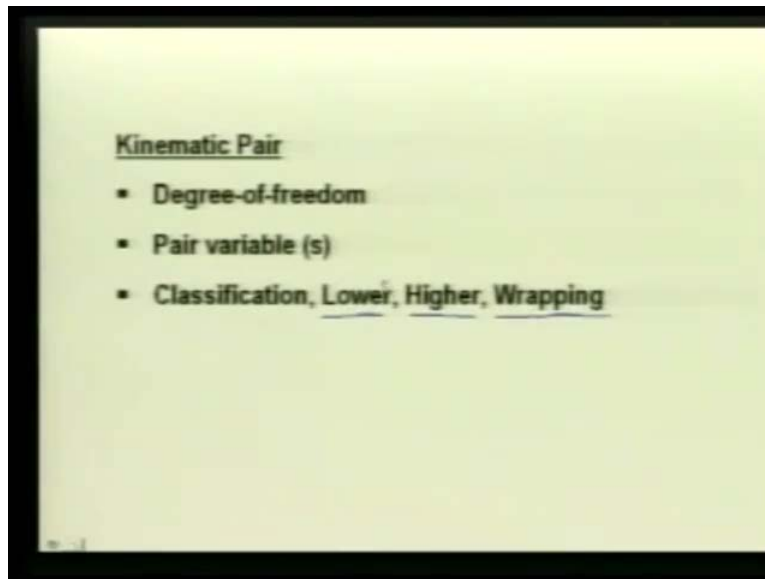 Kinematic Pair
▪ Degree-of-freedom
▪ Pair variable (s)
▪ Classification, Lower, Higher, Wrapping